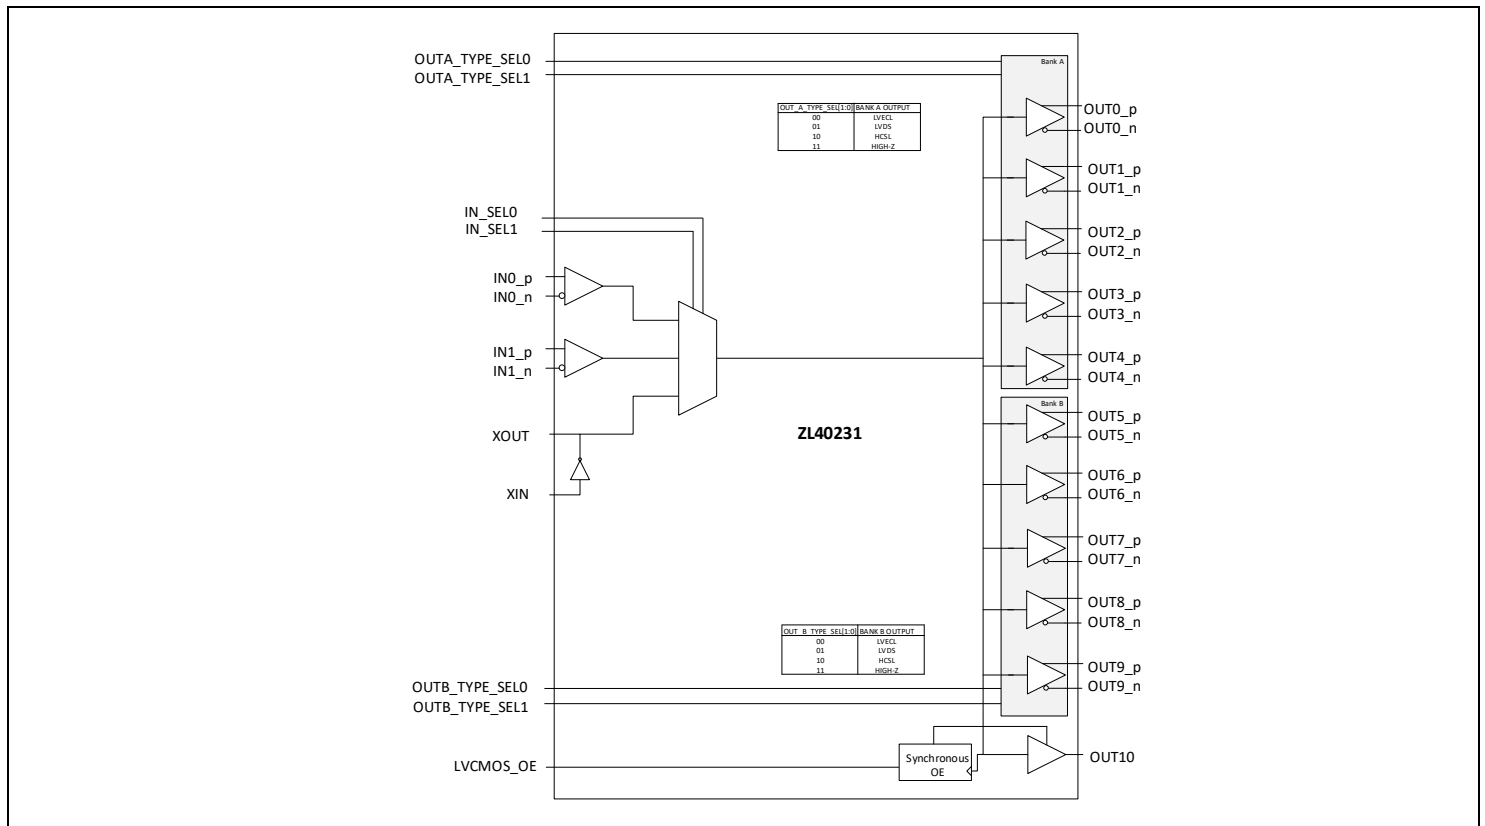 OUTA_TYPE_SEL0
OUTA_TYPE_SEL1
Bank A
OUT_A_TYPE_SEL[1:0] BANK A OUTPUT
00 LVECL
01 LVDS
10 HCSL
11 HIGH-Z
OUT0_p
OUT0_n
OUT1_p
OUT1_n
OUT2_p
OUT2_n
OUT3_p
OUT3_n
OUT4_p
OUT4_n
IN_SEL0
IN_SEL1
IN0_p
IN0_n
IN1_p
IN1_n
XOUT
XIN
ZL40231
Bank B
OUT5_p
OUT5_n
OUT6_p
OUT6_n
OUT7_p
OUT7_n
OUT8_p
OUT8_n
OUT9_p
OUT9_n
OUT_B_TYPE_SEL[1:0] BANK B OUTPUT
00 LVECL
01 LVDS
10 HCSL
11 HIGH-Z
OUTB_TYPE_SEL0
OUTB_TYPE_SEL1
LVCMOS_OE
Synchronous
OE
OUT10